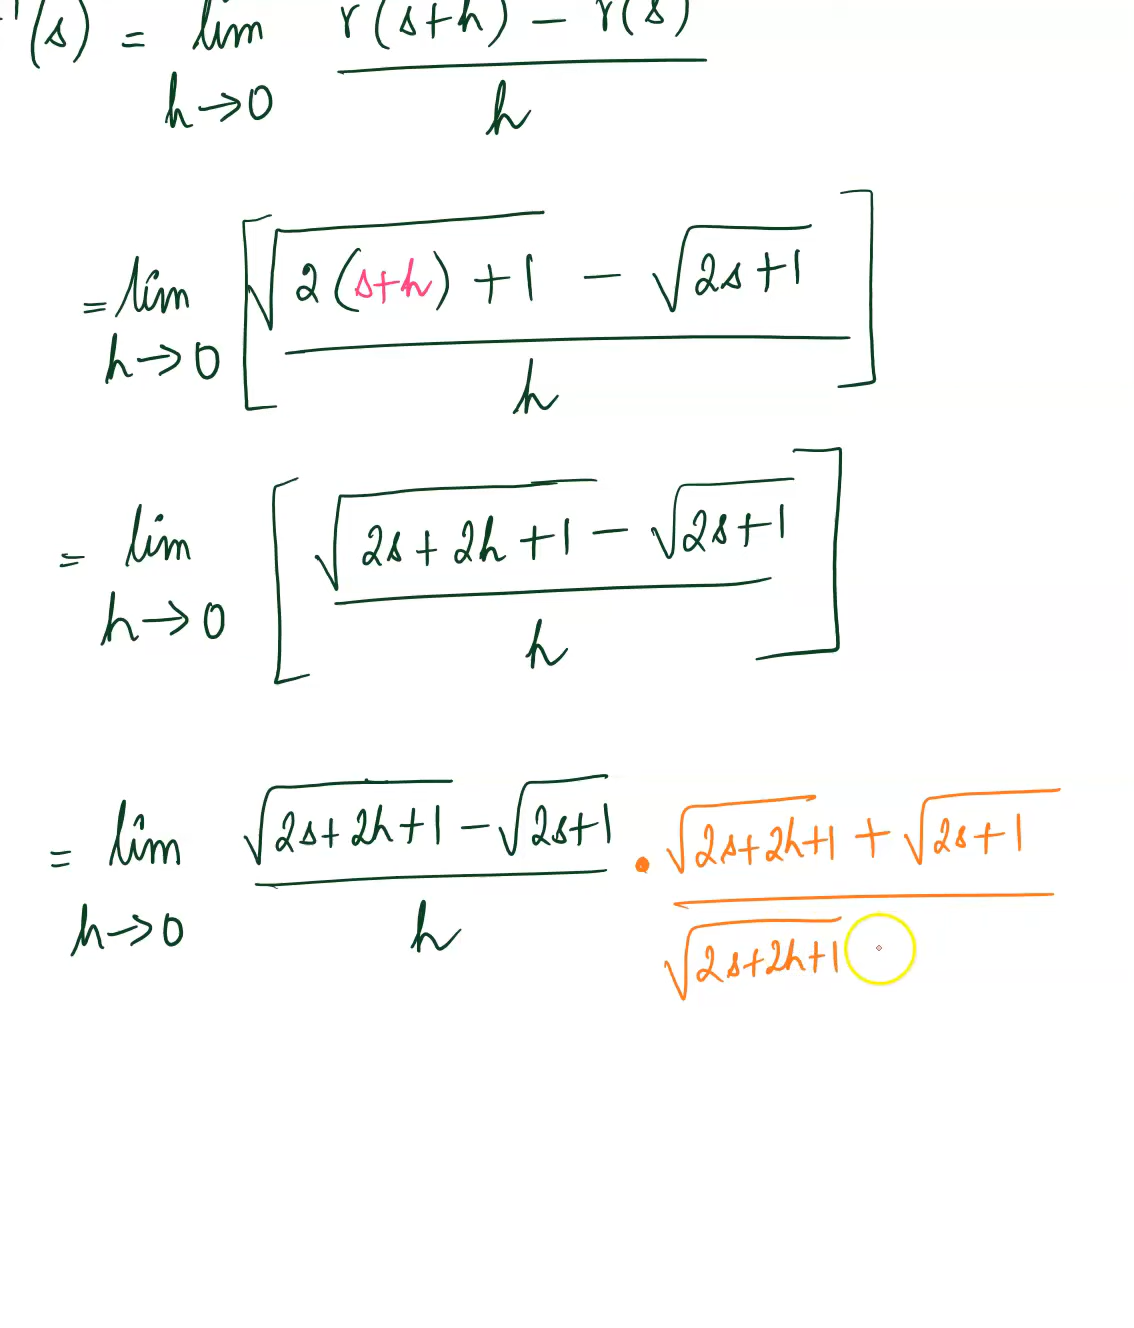 '(s) = lim r(s+h) − r(s)
h→0 h
= lim [√(2(s+h)+1) − √(2s+1)]
h→0 h
= lim [√(2s+2h+1) − √(2s+1)]
h→0 h
= lim √(2s+2h+1) − √(2s+1) • √(2s+2h+1) + √(2s+1)
h→0 h √(2s+2h+1)